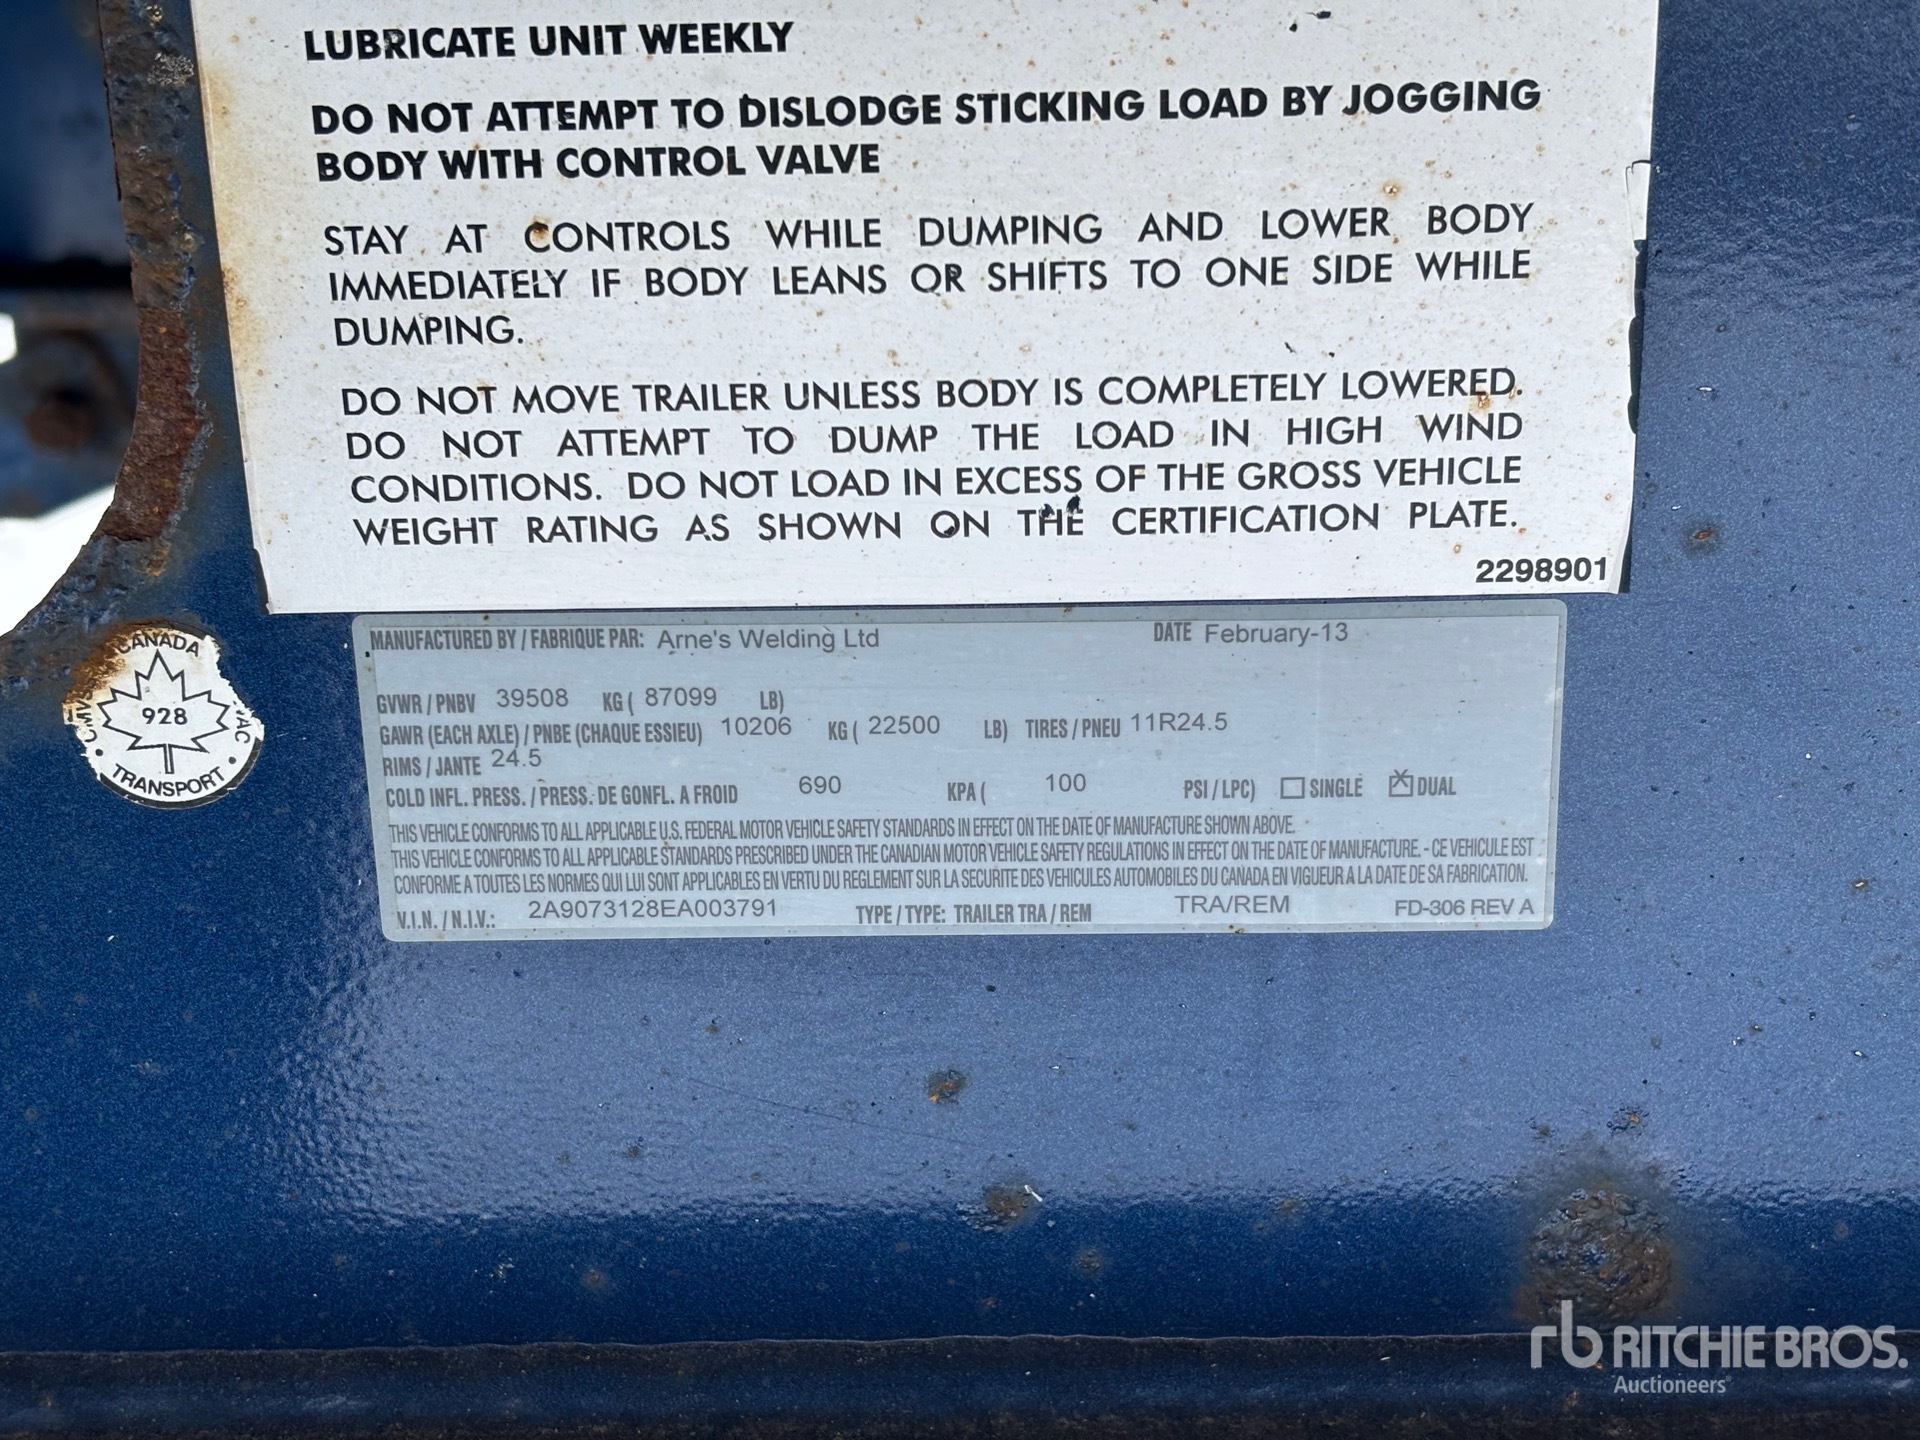 LUBRICATE UNIT WEEKLY
DO NOT ATTEMPT TO DISLODGE STICKING LOAD BY JOGGING
BODY WITH CONTROL VALVE
STAY AT CONTROLS WHILE DUMPING AND LOWER BODY
IMMEDIATELY IF BODY LEANS OR SHIFTS TO ONE SIDE WHILE
DUMPING.
DO NOT MOVE TRAILER UNLESS BODY IS COMPLETELY LOWERED.
DO NOT ATTEMPT TO DUMP THE LOAD IN HIGH WIND
CONDITIONS. DO NOT LOAD IN EXCESS OF THE GROSS VEHICLE
WEIGHT RATING AS SHOWN ON THE CERTIFICATION PLATE.
2298901
CANADA
928
TRANSPORT
MANUFACTURED BY / FABRIQUE PAR: Arne's Welding Ltd DATE February-13
GVWR / PNBV 39508 KG ( 87099 LB)
GAWR (EACH AXLE) / PNBE (CHAQUE ESSIEU) 10206 KG ( 22500 LB) TIRES / PNEU 11R24.5
RIMS / JANTE 24.5
COLD INFL. PRESS. / PRESS. DE GONFL. A FROID 690 KPA ( 100 PSI / LPC) ☐ SINGLE ☒ DUAL
THIS VEHICLE CONFORMS TO ALL APPLICABLE U.S. FEDERAL MOTOR VEHICLE SAFETY STANDARDS IN EFFECT ON THE DATE OF MANUFACTURE SHOWN ABOVE.
THIS VEHICLE CONFORMS TO ALL APPLICABLE STANDARDS PRESCRIBED UNDER THE CANADIAN MOTOR VEHICLE SAFETY REGULATIONS IN EFFECT ON THE DATE OF MANUFACTURE. - CE VEHICULE EST
CONFORME A TOUTES LES NORMES QUI LUI SONT APPLICABLES EN VERTU DU REGLEMENT SUR LA SECURITE DES VEHICULES AUTOMOBILES DU CANADA EN VIGUEUR A LA DATE DE SA FABRICATION.
V.I.N. / N.I.V.: 2A9073128EA003791 TYPE / TYPE: TRAILER TRA / REM TRA/REM FD-306 REV A
rb RITCHIE BROS.
Auctioneers